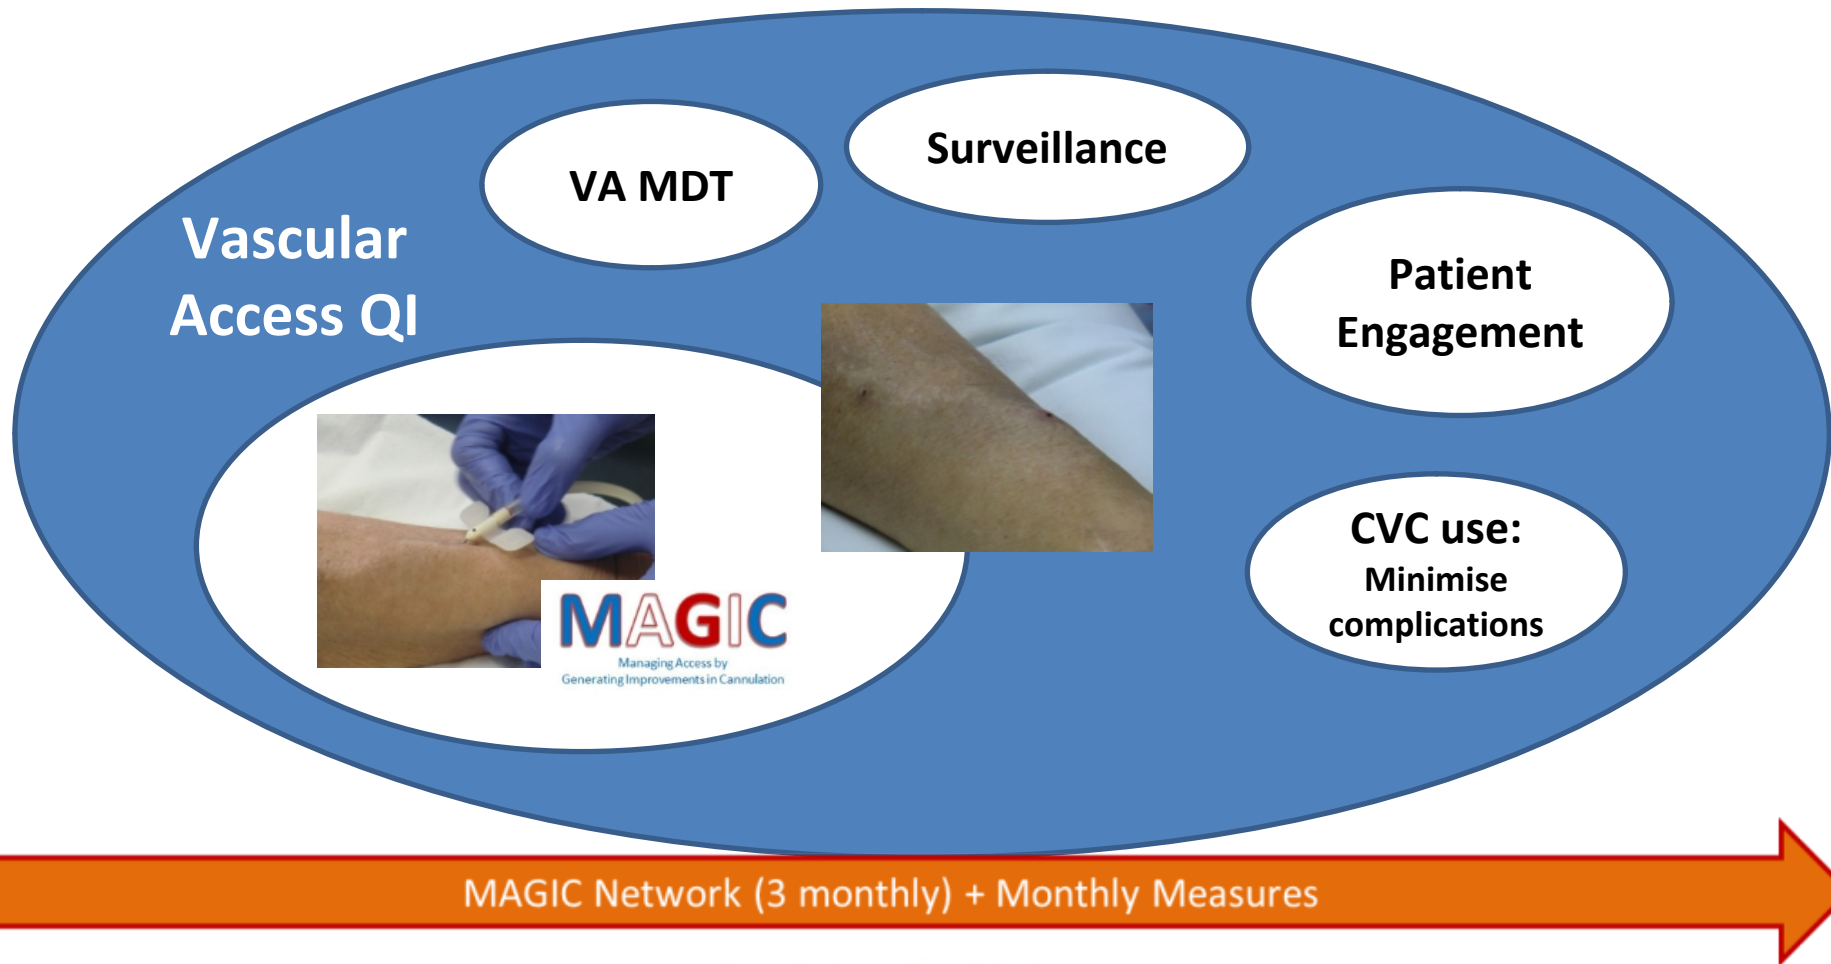 Vascular
Access QI
VA MDT
Surveillance
Patient
Engagement
CVC use:
Minimise
complications
MAGIC
Managing Access by
Generating Improvements in Cannulation
MAGIC Network (3 monthly) + Monthly Measures